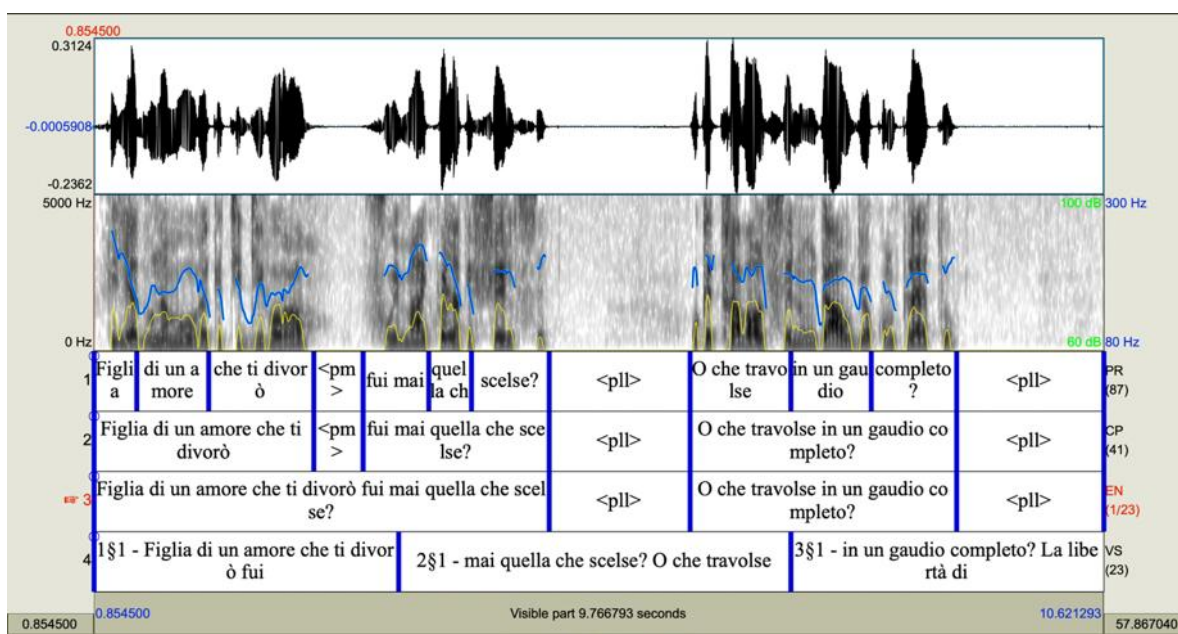 0.854500
0.3124
-0.0005908
-0.2362
5000 Hz 100 dB 300 Hz
0 Hz 60 dB 80 Hz
1 Figli di un a che ti divor <pm fui mai quel scelse? <pll> O che travo in un gau completo <pll> PR
a more ò > la ch lse dio ? (87)
2 Figlia di un amore che ti <pm fui mai quella che sce <pll> O che travolse in un gaudio co <pll> CP
divorò > lse? mpleto? (41)
3 Figlia di un amore che ti divorò fui mai quella che scel <pll> O che travolse in un gaudio co <pll> EN
se? mpleto? (1/23)
4 1§1 - Figlia di un amore che ti divor 2§1 - mai quella che scelse? O che travolse 3§1 - in un gaudio completo? La libe VS
ò fui rtà di (23)
0.854500 Visible part 9.766793 seconds 10.621293
0.854500 57.867040